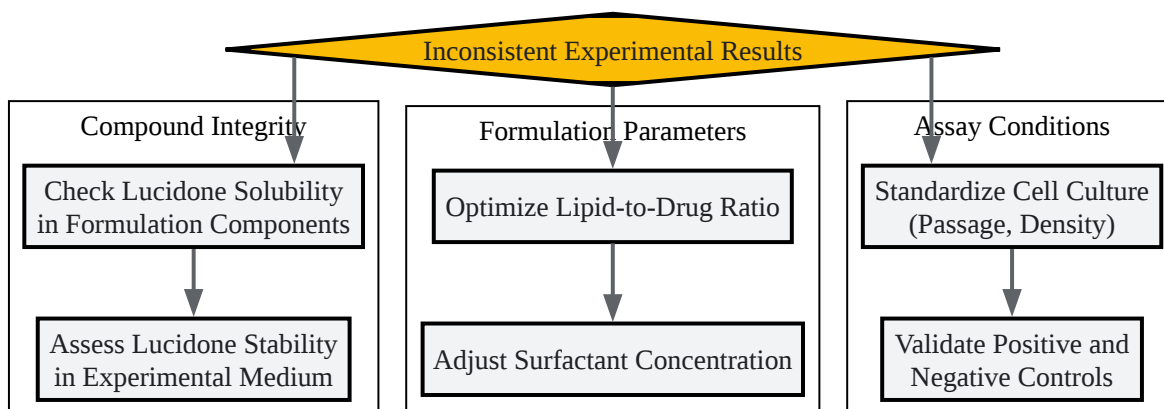 Inconsistent Experimental Results
Compound Integrity
Check Lucidone Solubility
in Formulation Components
Assess Lucidone Stability
in Experimental Medium
Formulation Parameters
Optimize Lipid-to-Drug Ratio
Adjust Surfactant Concentration
Assay Conditions
Standardize Cell Culture
(Passage, Density)
Validate Positive and
Negative Controls